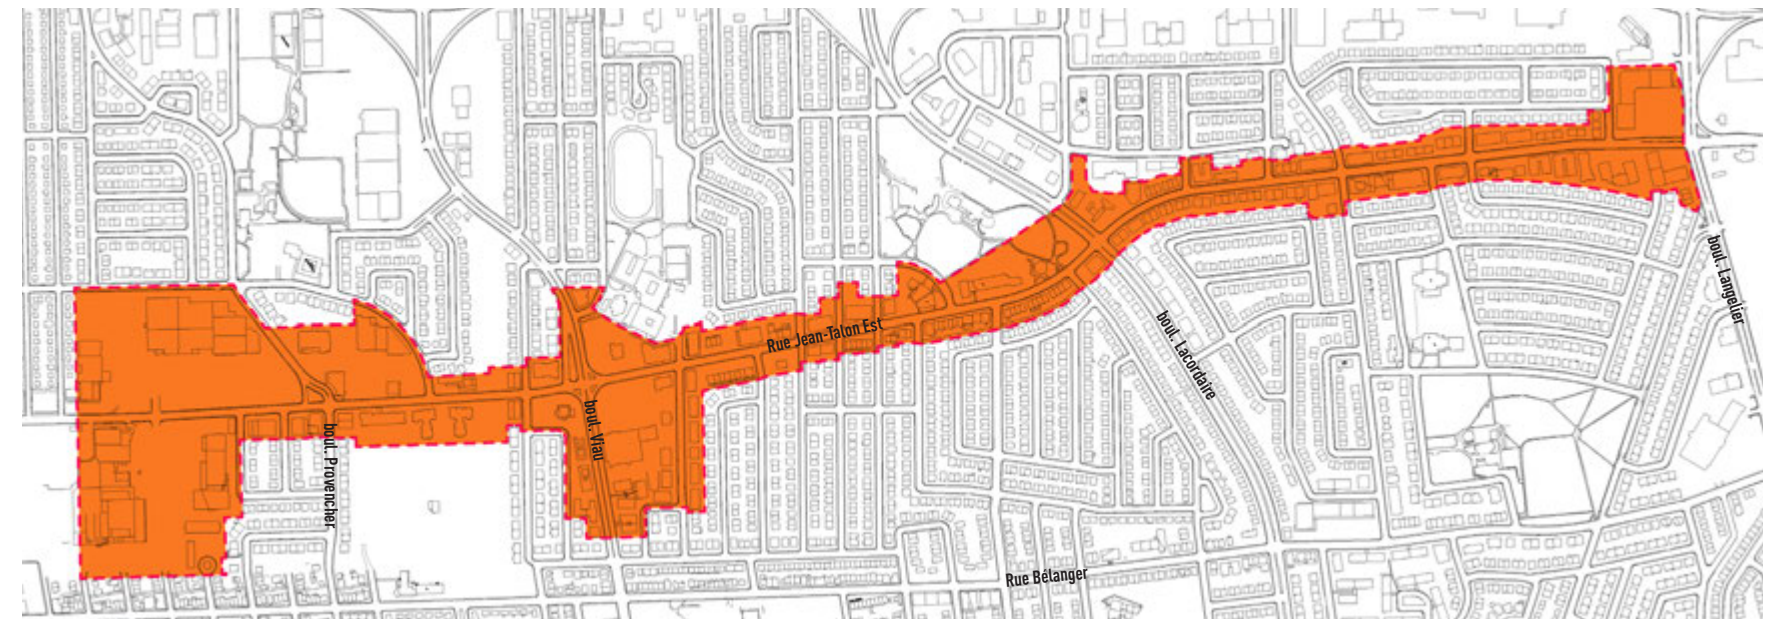 Rue Jean-Talon Est
boul. Provencher
boul. Viau
boul. Lacordaire
boul. Langelier
Rue Bélanger